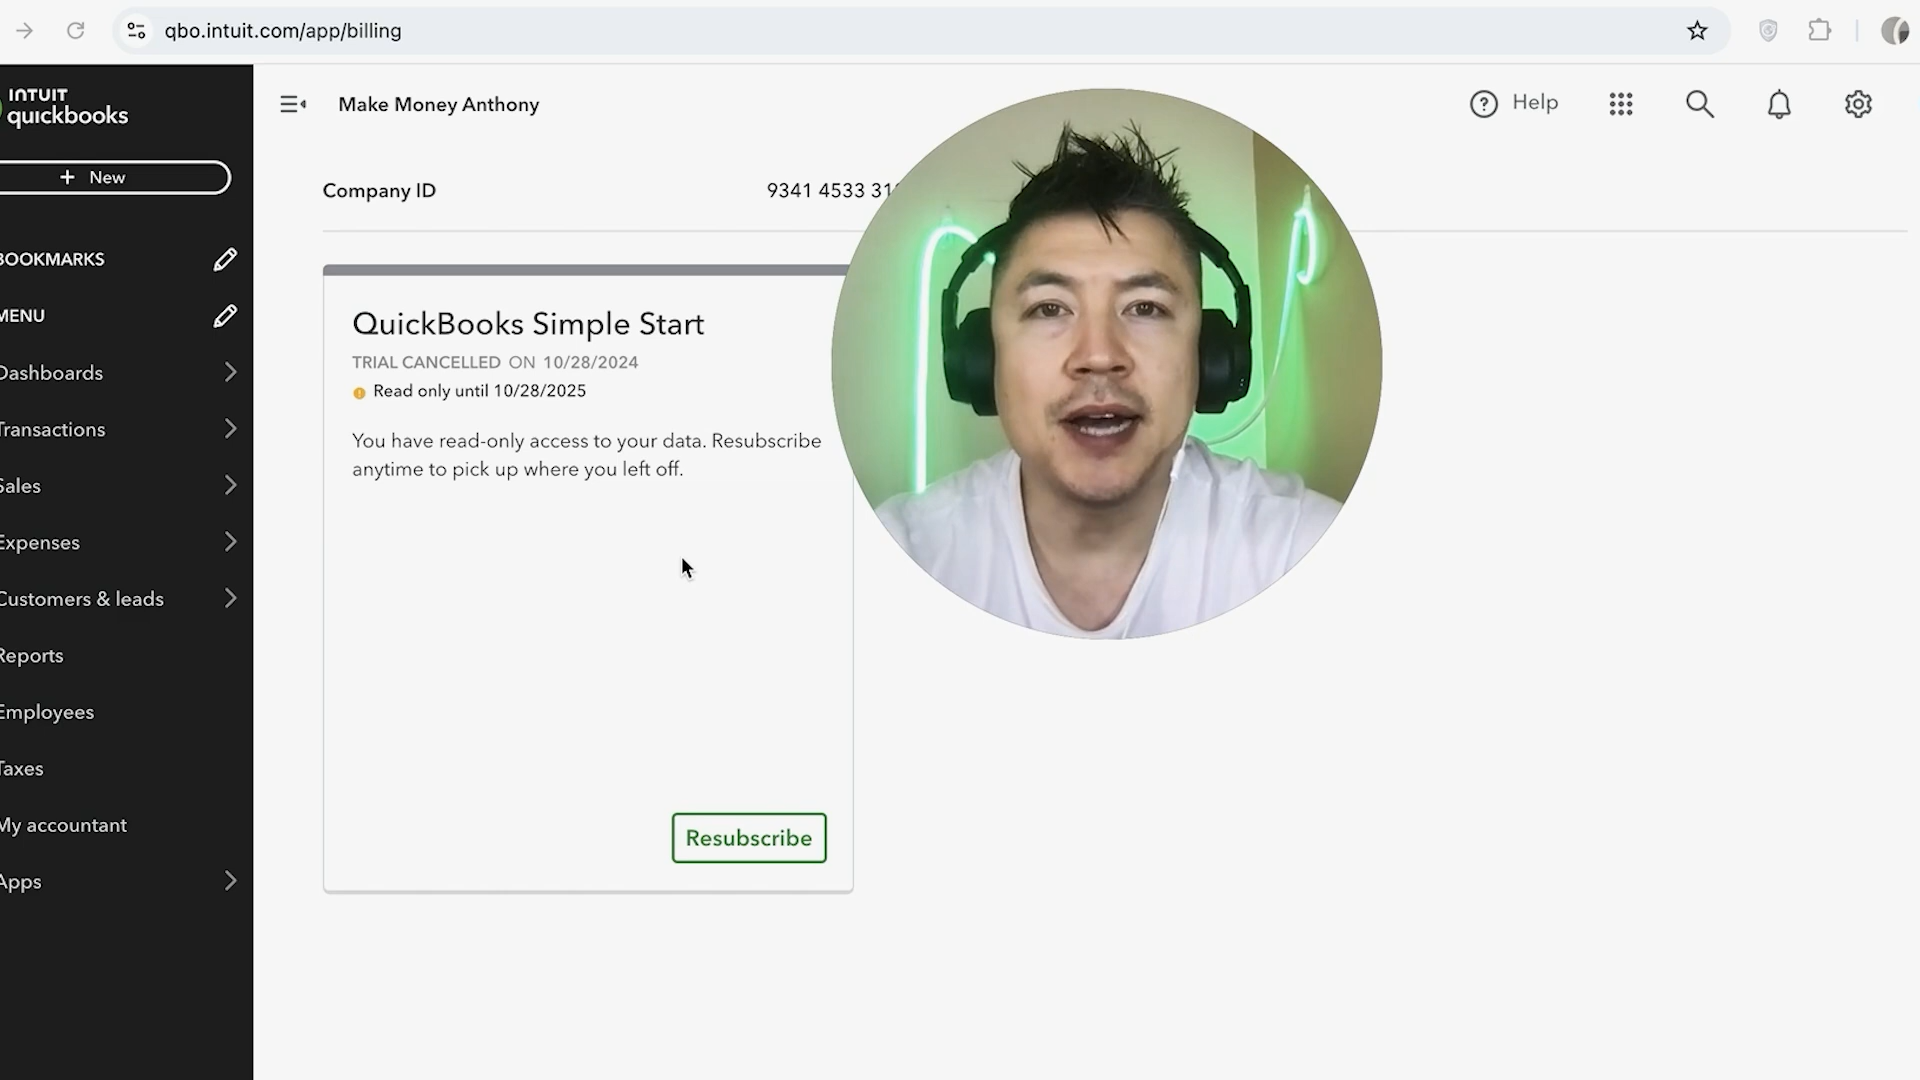 qbo.intuit.com/app/billing
INTUIT
quickbooks
Make Money Anthony
Help
+ New
Company ID
9341 4533
BOOKMARKS
MENU
Dashboards
Transactions
Sales
Expenses
Customers & leads
Reports
Employees
Taxes
My accountant
Apps
QuickBooks Simple Start
TRIAL CANCELLED ON 10/28/2024
Read only until 10/28/2025
You have read-only access to your data. Resubscribe
anytime to pick up where you left off.
Resubscribe